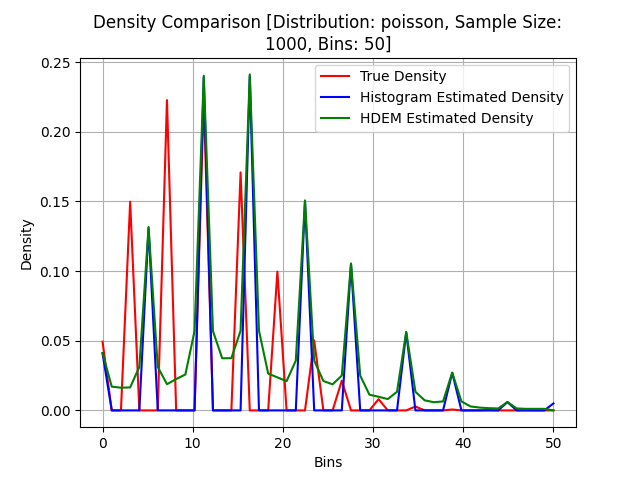 Density Comparison [Distribution: poisson, Sample Size:
1000, Bins: 50]
True Density
Histogram Estimated Density
HDEM Estimated Density
Density
0.25
0.20
0.15
0.10
0.05
0.00
0 10 20 30 40 50
Bins